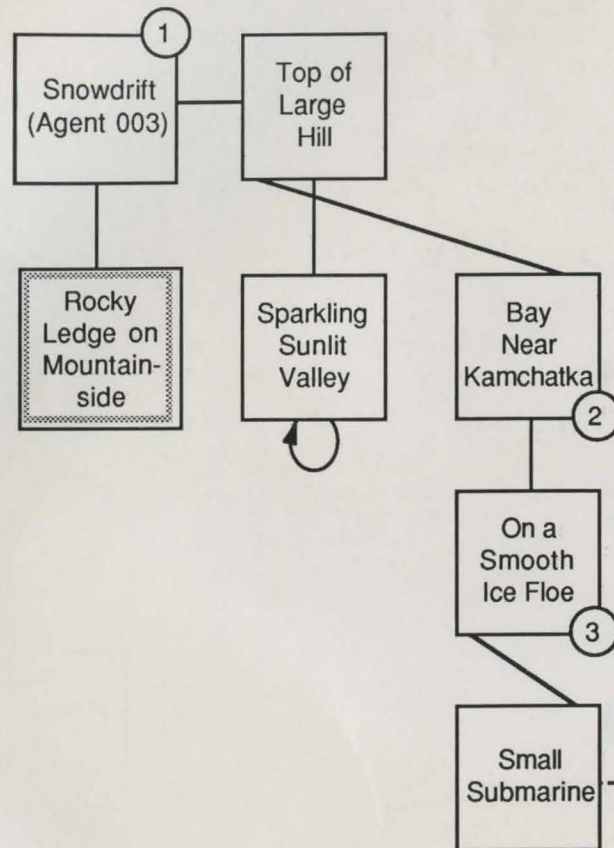 1
Snowdrift
(Agent 003)
Top of
Large
Hill
Rocky
Ledge on
Mountain-
side
Sparkling
Sunlit
Valley
Bay
Near
Kamchatka
2
On a
Smooth
Ice Floe
3
Small
Submarine